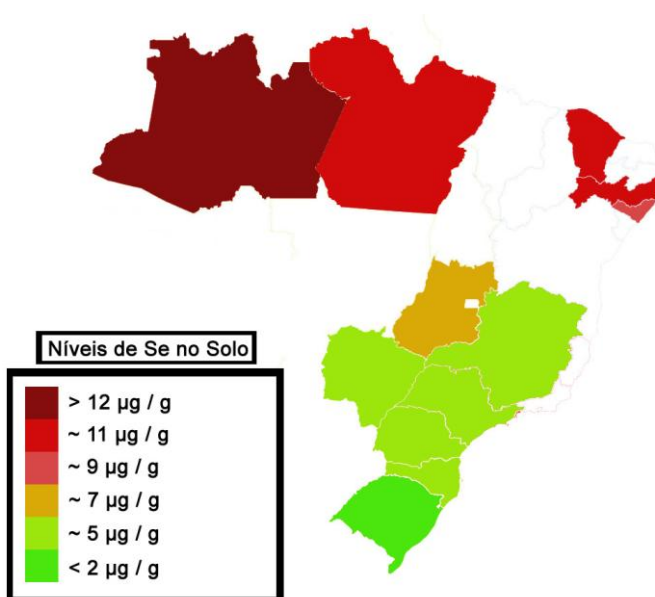 Níveis de Se no Solo
> 12 µg / g
~ 11 µg / g
~ 9 µg / g
~ 7 µg / g
~ 5 µg / g
< 2 µg / g